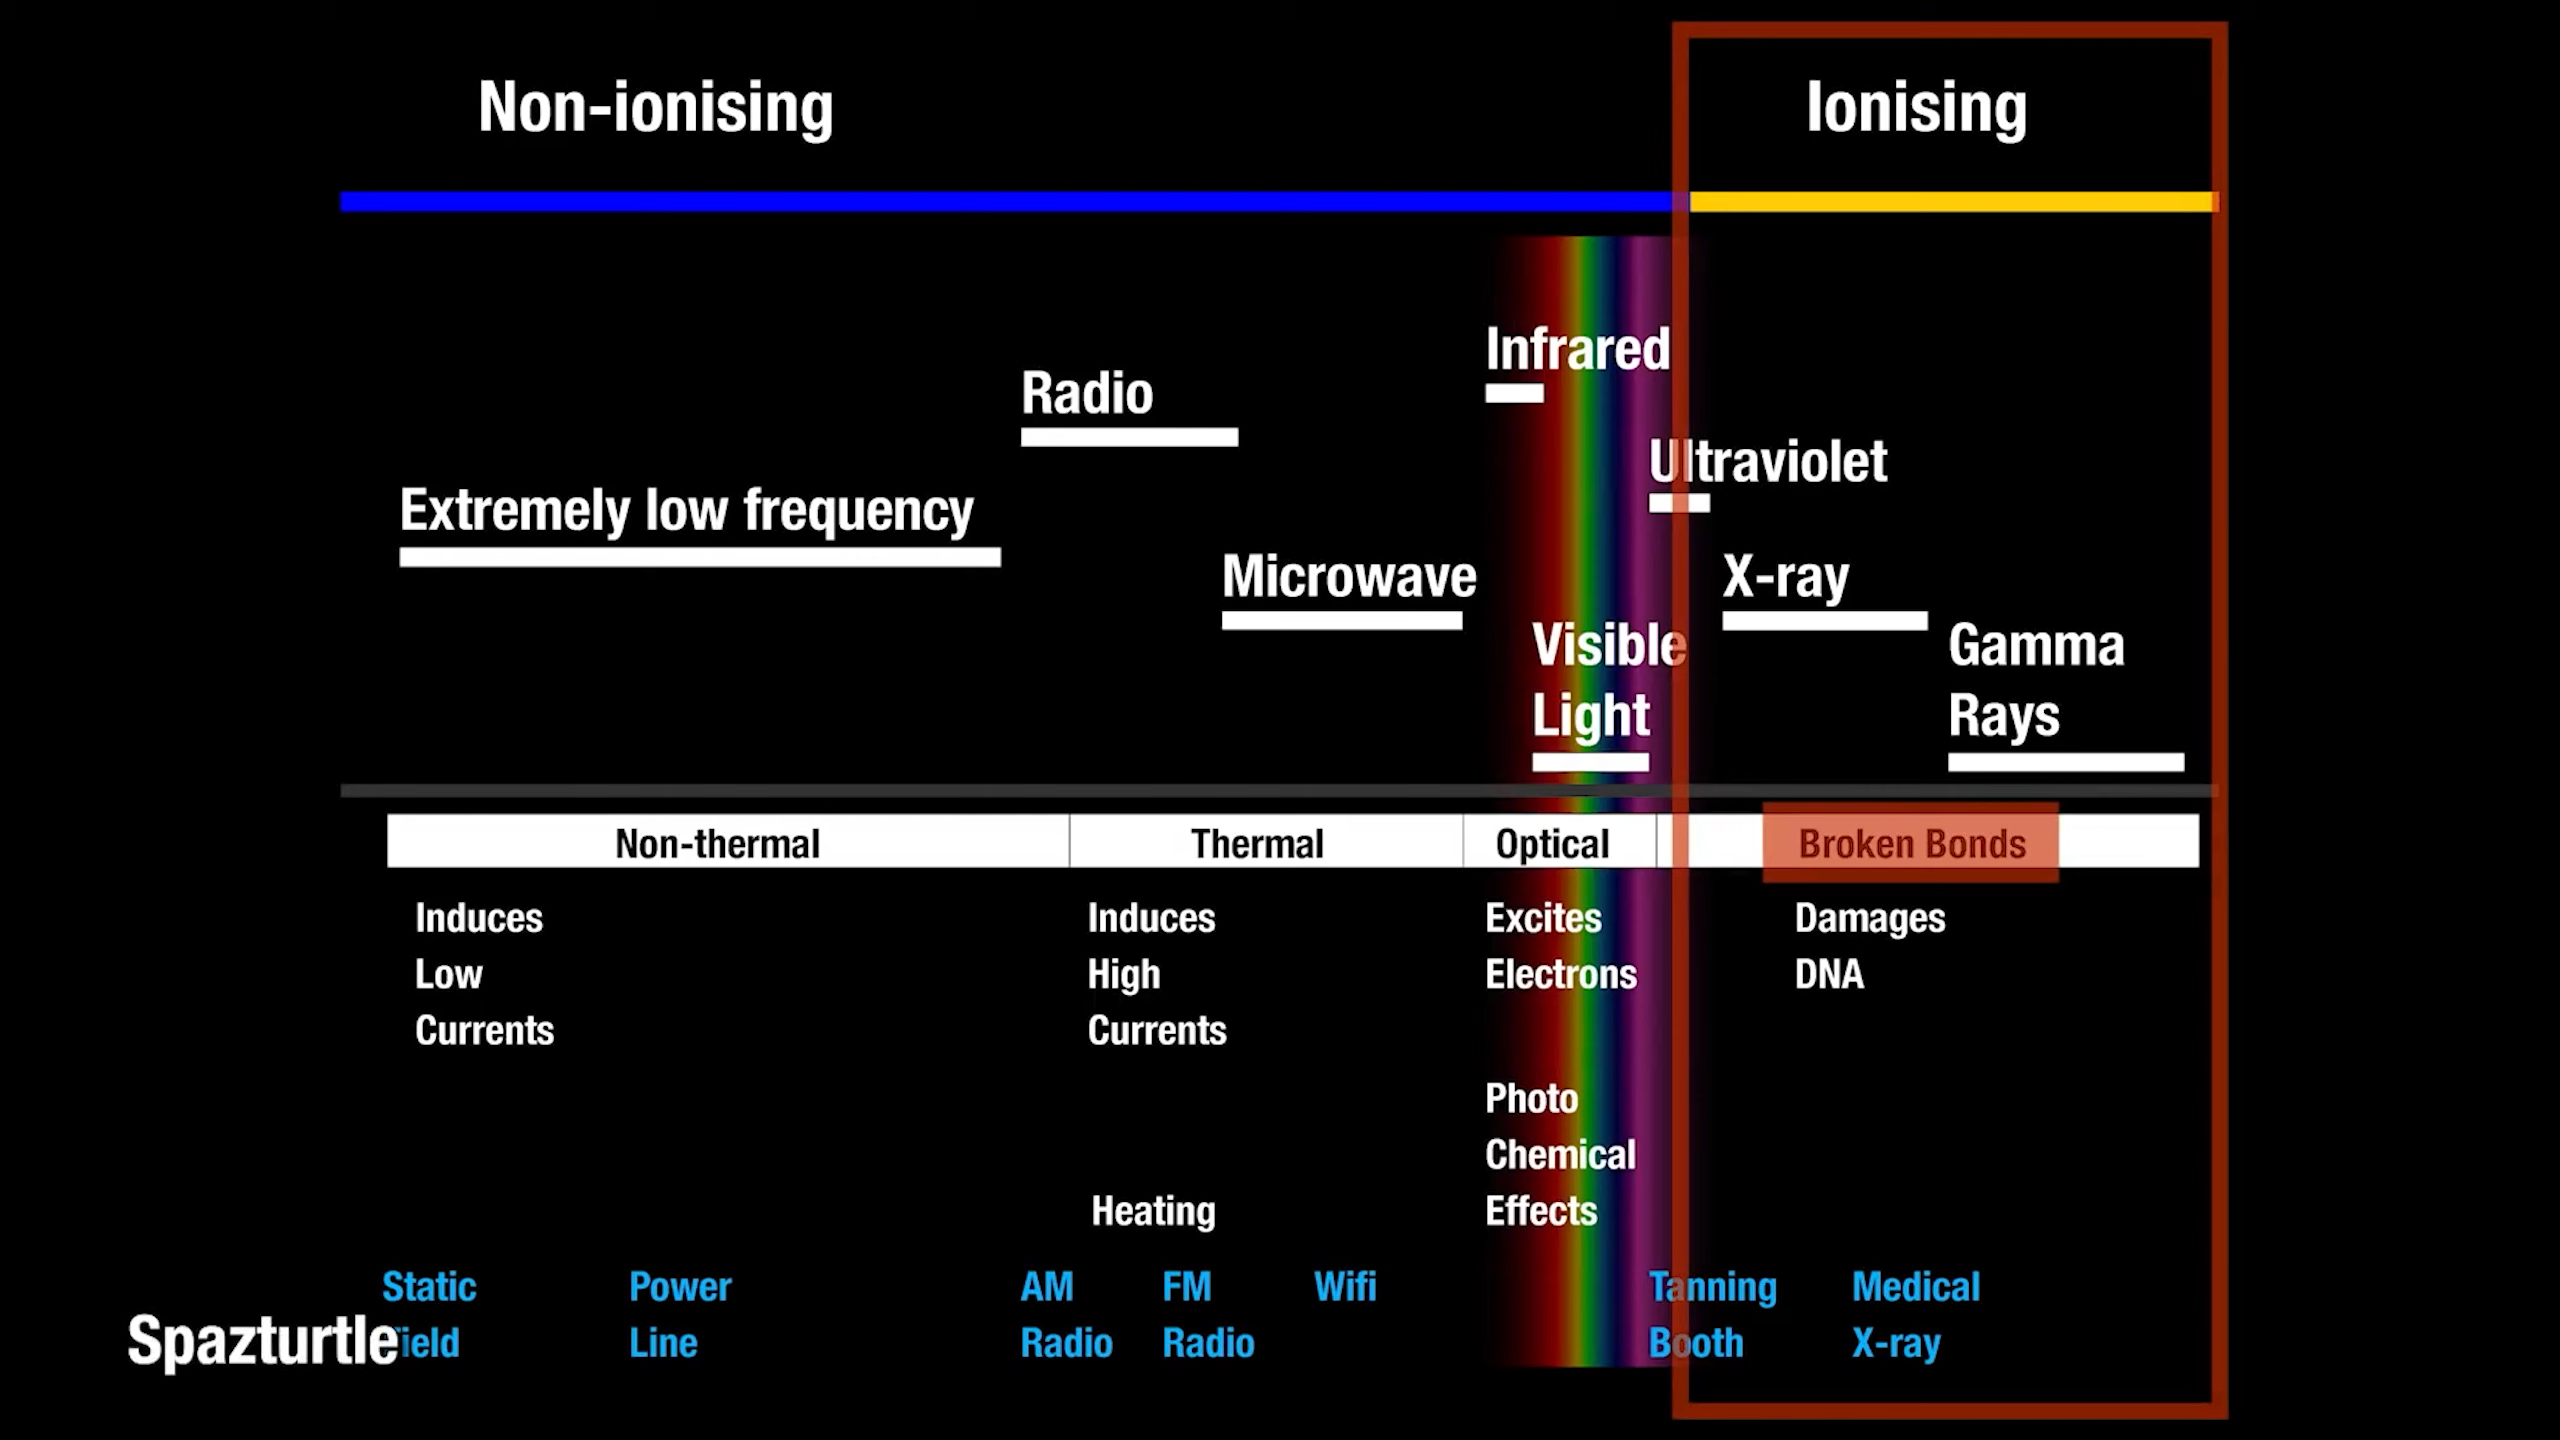 Non-ionising
Ionising
Infrared
Radio
Ultraviolet
Extremely low frequency
Microwave
X-ray
Visible
Light
Gamma
Rays
Non-thermal
Thermal
Optical
Broken Bonds
Induces
Low
Currents
Induces
High
Currents
Heating
Excites
Electrons
Photo
Chemical
Effects
Damages
DNA
Static
Field
Power
Line
AM
Radio
FM
Radio
Wifi
Tanning
Booth
Medical
X-ray
Spazturtle